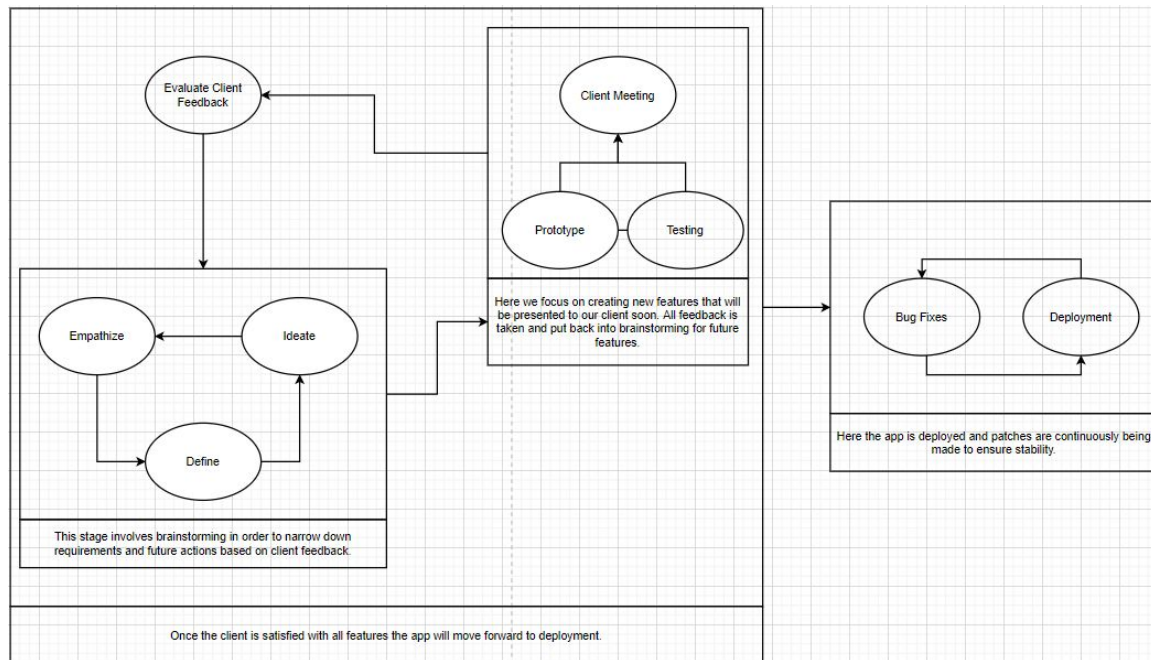 Evaluate Client
Feedback
Client Meeting
Prototype
Testing
Here we focus on creating new features that will
be presented to our client soon. All feedback is
taken and put back into brainstorming for future
features.
Empathize
Ideate
Define
This stage involves brainstorming in order to narrow down
requirements and future actions based on client feedback.
Bug Fixes
Deployment
Here the app is deployed and patches are continuously being
made to ensure stability.
Once the client is satisfied with all features the app will move forward to deployment.